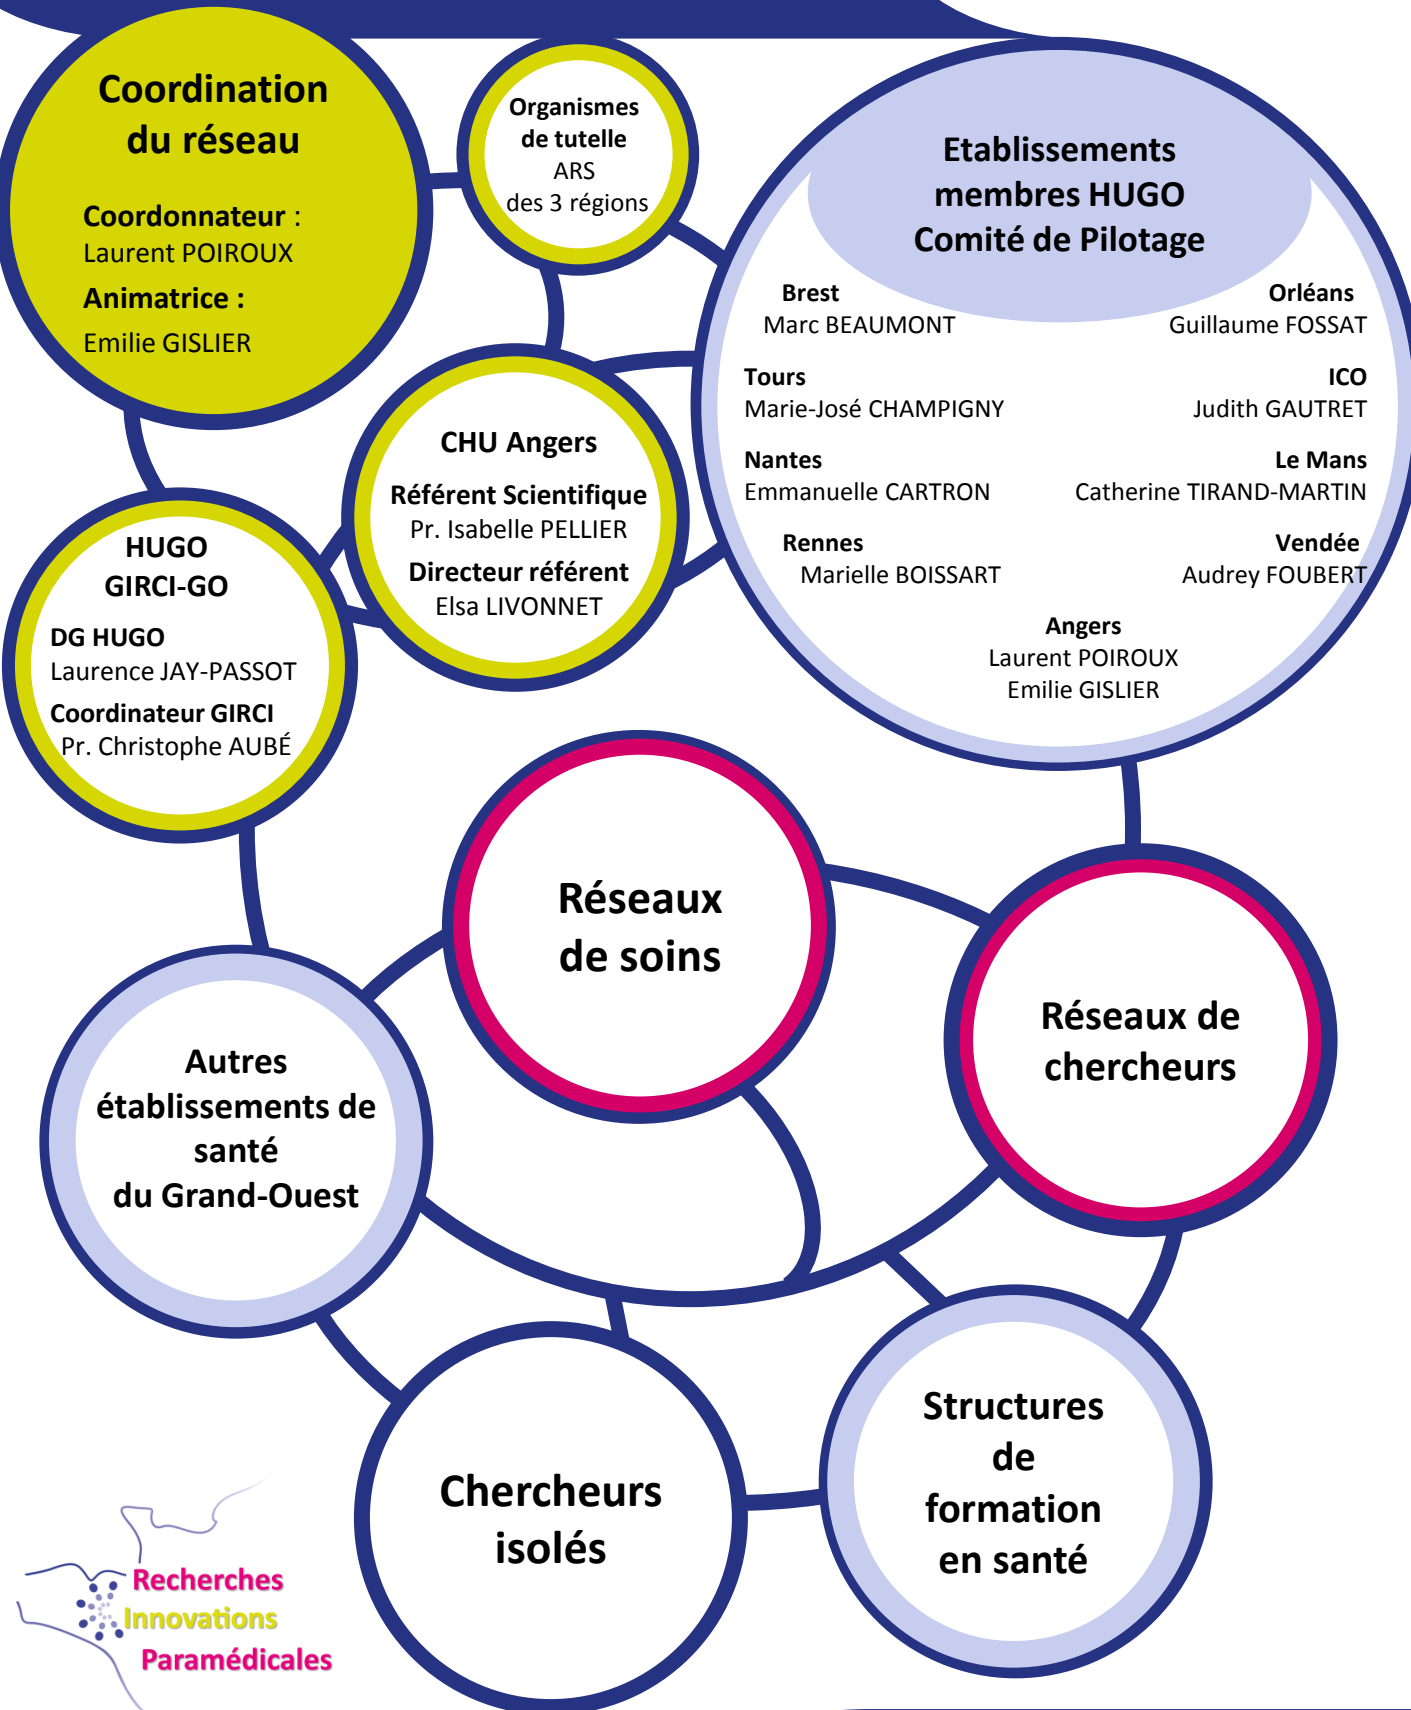 Coordination
du réseau
Coordonnateur :
Laurent POIROUX
Animatrice :
Emilie GISLIER
Organismes
de tutelle
ARS
des 3 régions
Etablissements
membres HUGO
Comité de Pilotage
Brest
Marc BEAUMONT
Orléans
Guillaume FOSSAT
Tours
Marie-José CHAMPIGNY
ICO
Judith GAUTRET
Nantes
Emmanuelle CARTRON
Le Mans
Catherine TIRAND-MARTIN
Rennes
Marielle BOISSART
Vendée
Audrey FOUBERT
Angers
Laurent POIROUX
Emilie GISLIER
CHU Angers
Référent Scientifique
Pr. Isabelle PELLIER
Directeur référent
Elsa LIVONNET
HUGO
GIRCI-GO
DG HUGO
Laurence JAY-PASSOT
Coordinateur GIRCI
Pr. Christophe AUBÉ
Réseaux
de soins
Réseaux de
chercheurs
Autres
établissements de
santé
du Grand-Ouest
Chercheurs
isolés
Structures
de
formation
en santé
Recherches
Innovations
Paramédicales